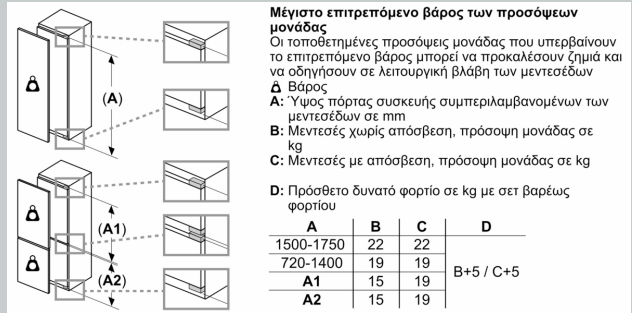 Μέγιστο επιτρεπόμενο βάρος των προσόψεων
μονάδας
Οι τοποθετημένες προσόψεις μονάδας που υπερβαίνουν
το επιτρεπόμενο βάρος μπορεί να προκαλέσουν ζημιά και
να οδηγήσουν σε λειτουργική βλάβη των μεντεσέδων
Βάρος
A: Ύψος πόρτας συσκευής συμπεριλαμβανομένων των
μεντεσέδων σε mm
B: Μεντεσές χωρίς απόσβεση, πρόσοψη μονάδας σε
kg
C: Μεντεσές με απόσβεση, πρόσοψη μονάδας σε kg
D: Πρόσθετο δυνατό φορτίο σε kg με σετ βαρέως
φορτίου
A B C D
1500-1750 22 22
720-1400 19 19
A1 15 19
A2 15 19
B+5 / C+5
(A)
(A1)
(A2)